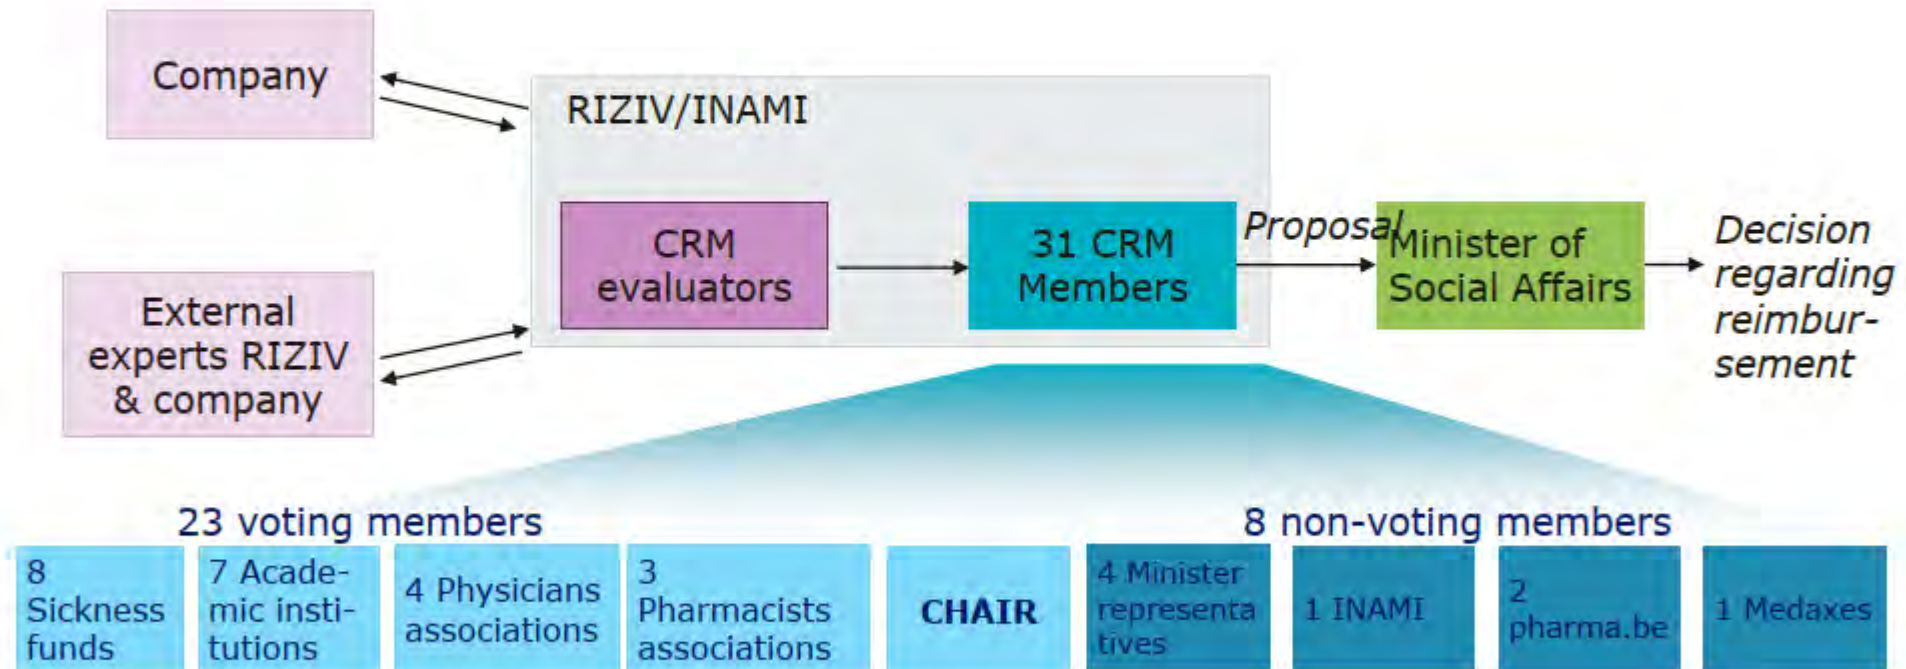 Company
RIZIV/INAMI
CRM
evaluators
31 CRM
Members
Proposal
Minister of
Social Affairs
Decision
regarding
reimbur-
sement
External
experts RIZIV
& company
23 voting members
8 non-voting members
8
Sickness
funds
7 Acade-
mic insti-
tutions
4 Physicians
associations
3
Pharmacists
associations
CHAIR
4 Minister
representa
tives
1 INAMI
2
pharma.be
1 Medaxes